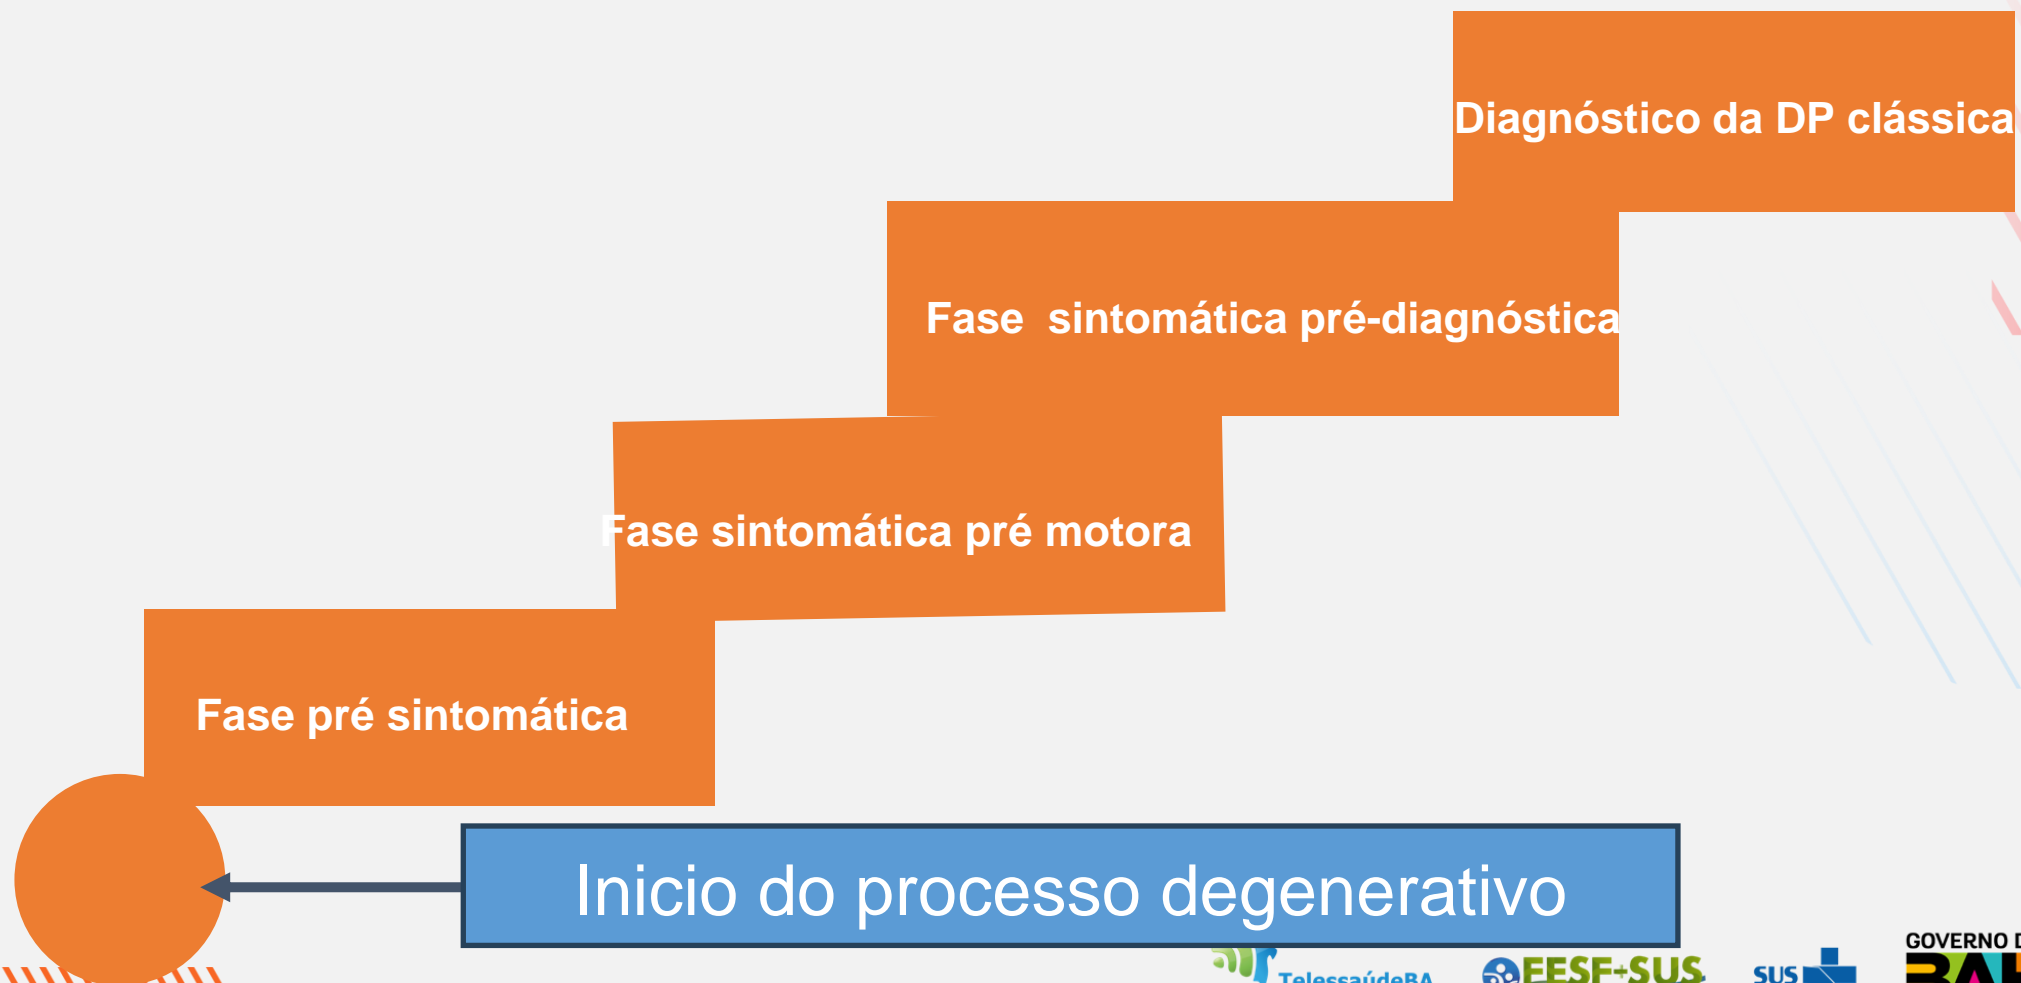 Diagnóstico da DP clássica
Fase sintomática pré-diagnóstica
Fase sintomática pré motora
Fase pré sintomática
Inicio do processo degenerativo
TelessaúdeBA
FESF+SUS
SUS
GOVERNO D